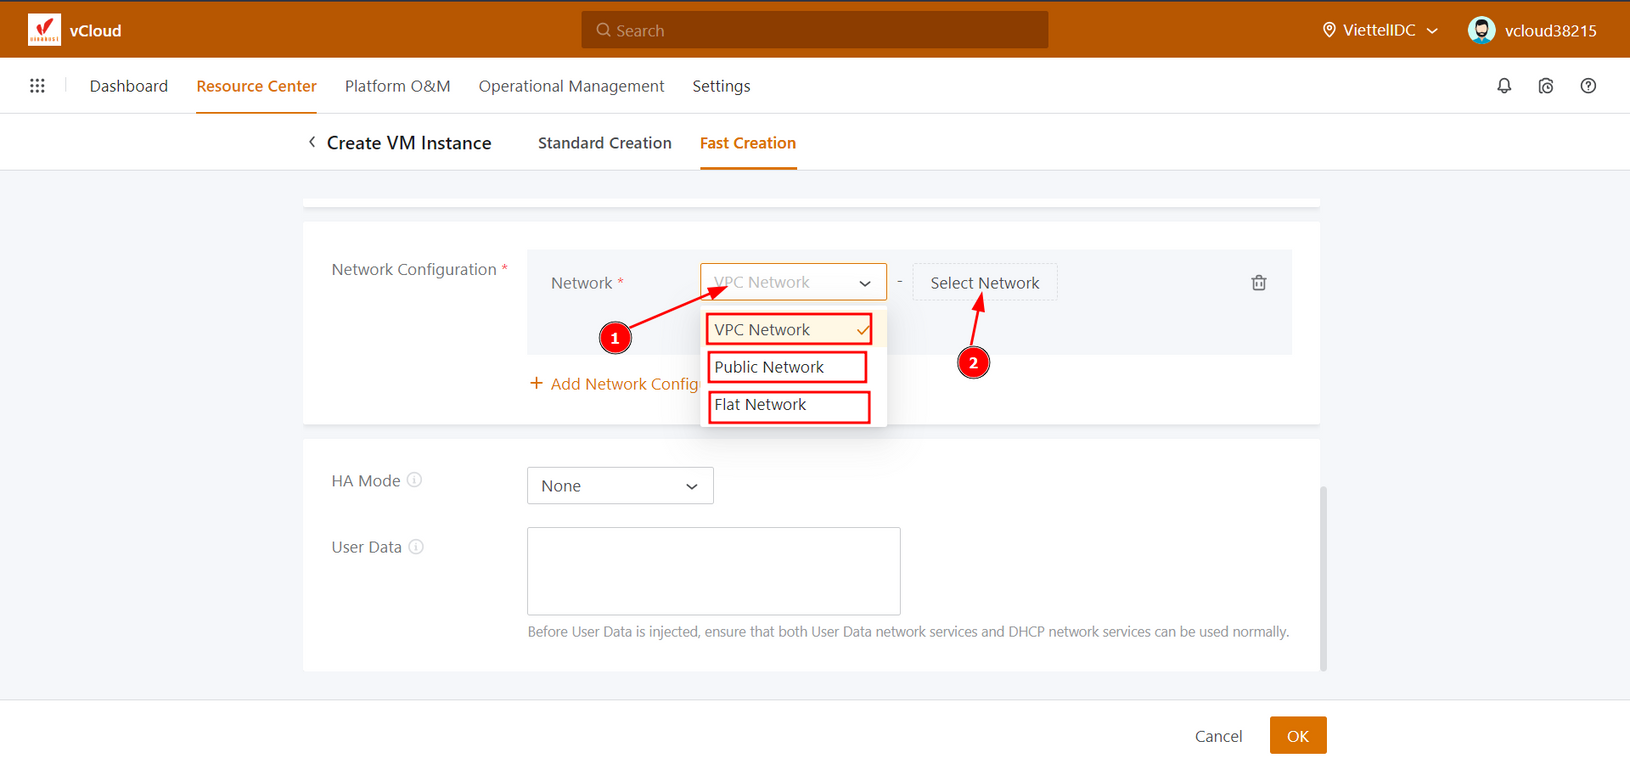 vCloud
Search
ViettelIDC
vcloud38215
Dashboard Resource Center Platform O&M Operational Management Settings
Create VM Instance Standard Creation Fast Creation
Network Configuration *
Network *
VPC Network - Select Network
1
VPC Network
2
Public Network
+ Add Network Config
Flat Network
HA Mode
None
User Data
Before User Data is injected, ensure that both User Data network services and DHCP network services can be used normally.
Cancel OK